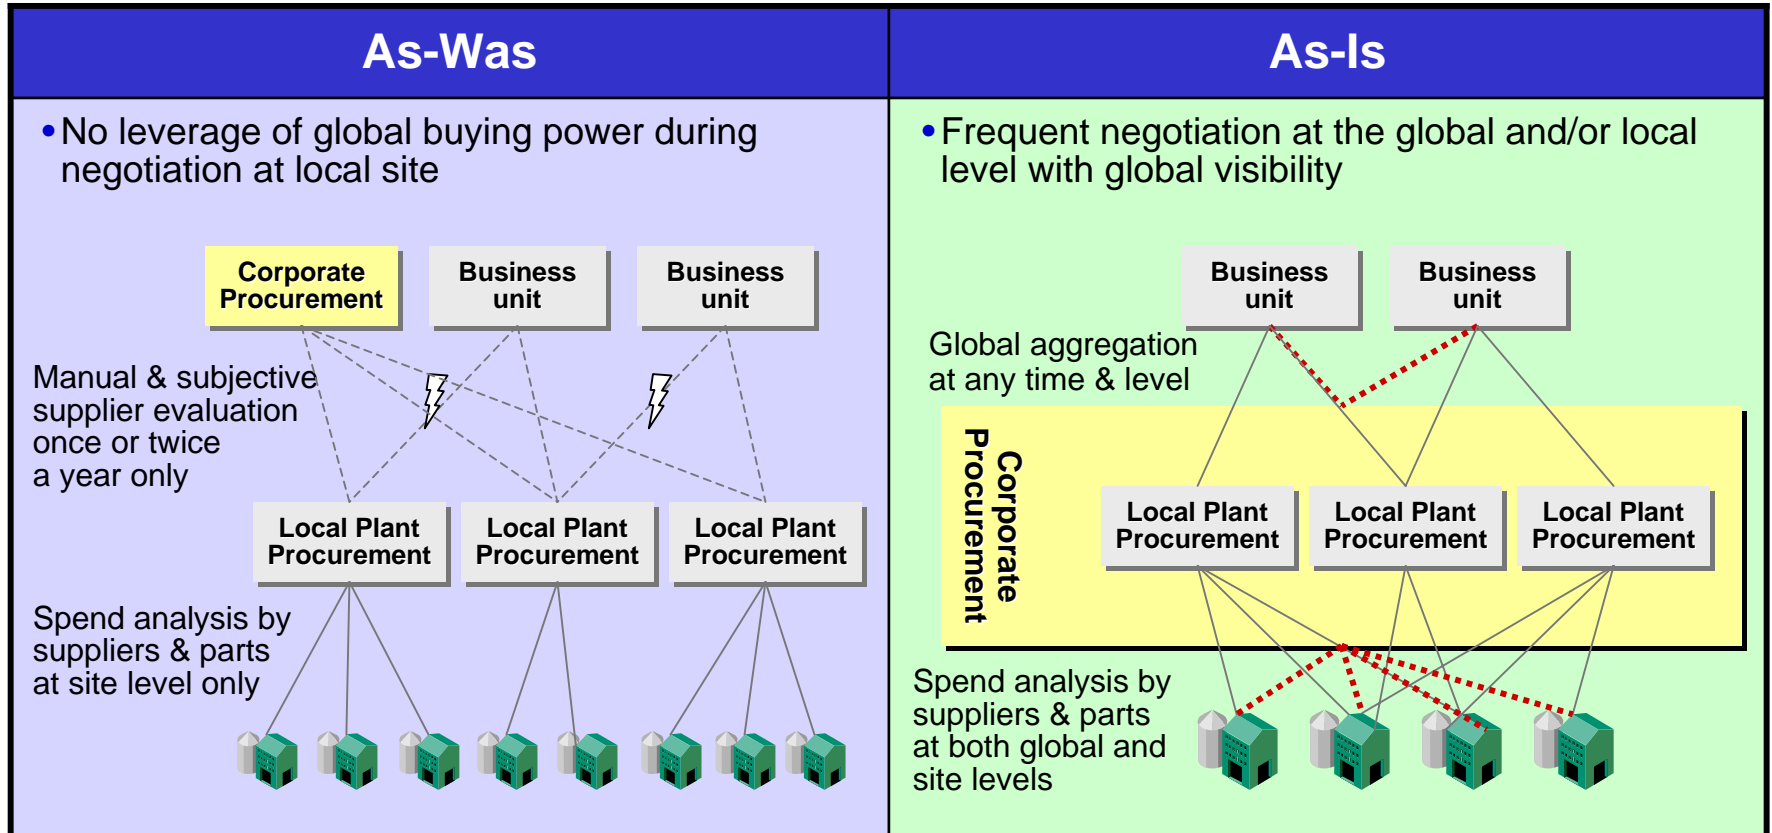 As-Was
•No leverage of global buying power during
negotiation at local site
Corporate
Procurement
Business
unit
Business
unit
Manual & subjective
supplier evaluation
once or twice
a year only
Local Plant
Procurement
Local Plant
Procurement
Local Plant
Procurement
Spend analysis by
suppliers & parts
at site level only
As-Is
•Frequent negotiation at the global and/or local
level with global visibility
Business
unit
Business
unit
Global aggregation
at any time & level
Corporate
Procurement
Local Plant
Procurement
Local Plant
Procurement
Local Plant
Procurement
Spend analysis by
suppliers & parts
at both global and
site levels